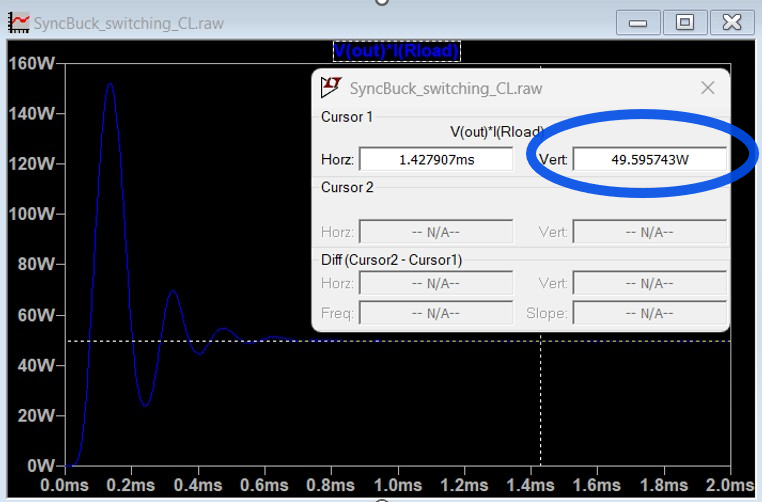 SyncBuck_switching_CL.raw
V(out)*I(Rload)
160W
140W
120W
100W
80W
60W
40W
20W
0W
0.0ms 0.2ms 0.4ms 0.6ms 0.8ms 1.0ms 1.2ms 1.4ms 1.6ms 1.8ms 2.0ms
SyncBuck_switching_CL.raw
Cursor 1
V(out)*I(Rload)
Horz: 1.427907ms Vert: 49.595743W
Cursor 2
Horz: -- N/A-- Vert: -- N/A--
Diff (Cursor2 - Cursor1)
Horz: -- N/A-- Vert: -- N/A--
Freq: -- N/A-- Slope: -- N/A--